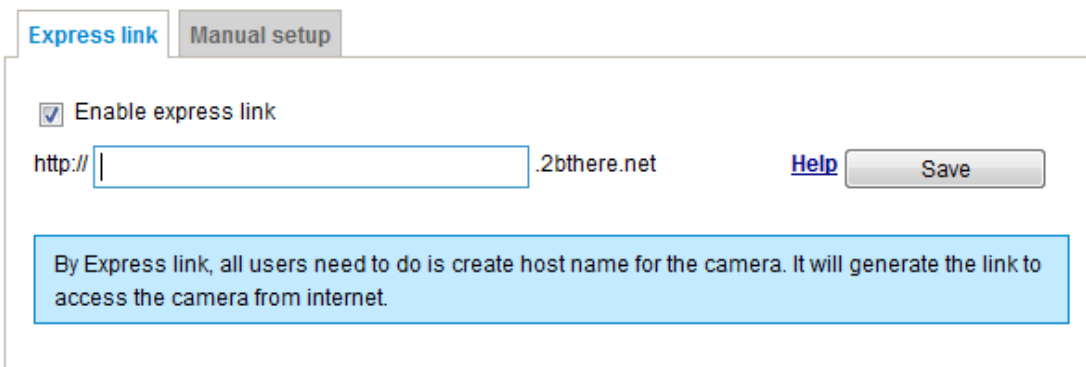 Express link Manual setup
Enable express link
http:// .2bthere.net Help Save
By Express link, all users need to do is create host name for the camera. It will generate the link to
access the camera from internet.